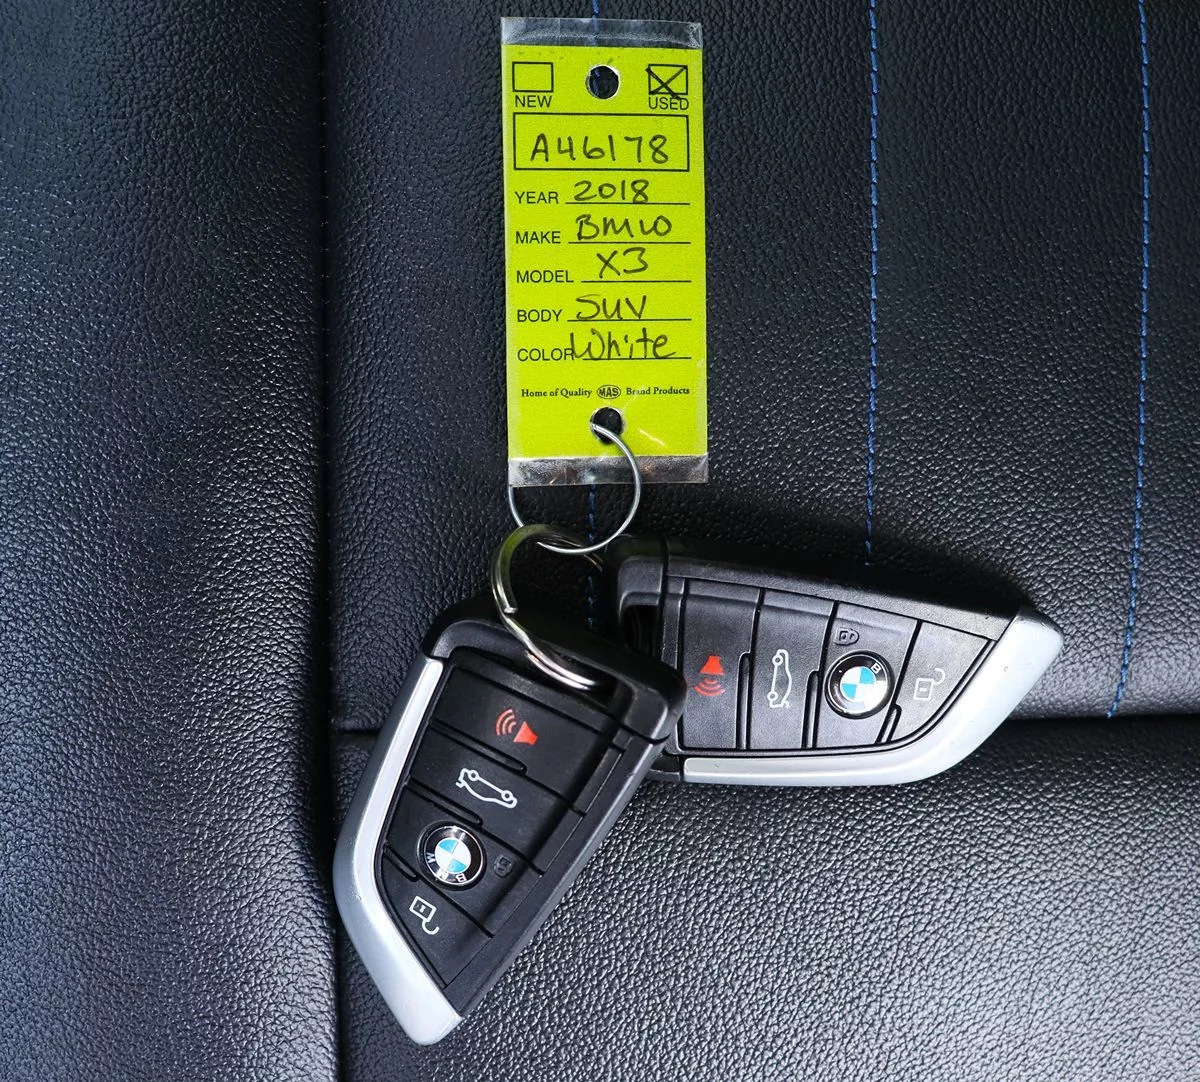 NEW
USED
A46178
YEAR 2018
MAKE BMW
MODEL X3
BODY SUV
COLOR White
Home of Quality MAS Brand Products
BMW
B